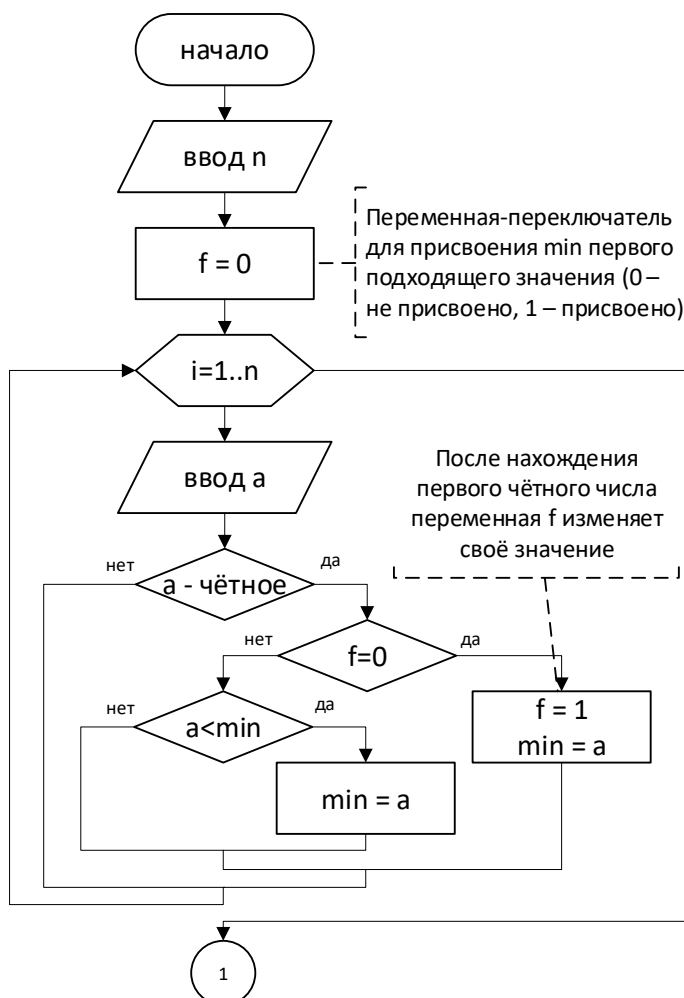 начало
ввод n
f = 0
Переменная-переключатель
для присвоения min первого
подходящего значения (0 –
не присвоено, 1 – присвоено)
i=1..n
ввод a
После нахождения
первого чётного числа
переменная f изменяет
своё значение
нет
a - чётное
да
нет
f=0
да
нет
a<min
да
f = 1
min = a
min = a
1